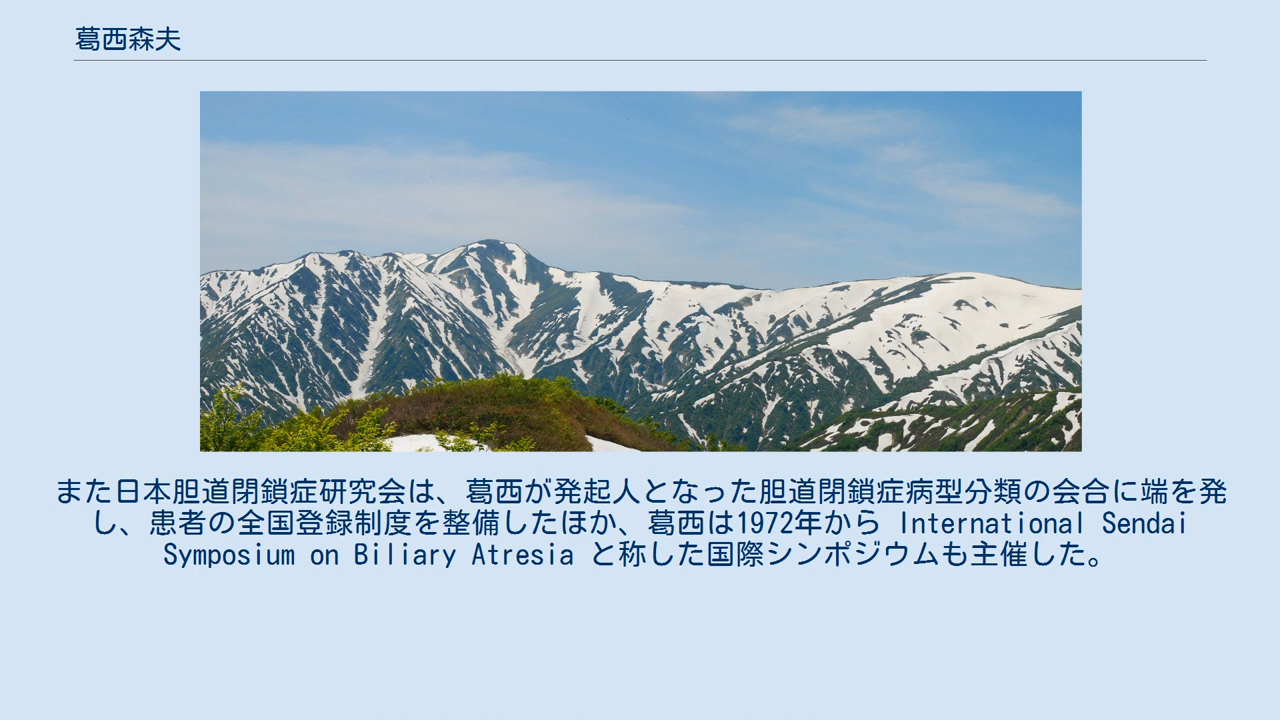 葛西森夫
また日本胆道閉鎖症研究会は、葛西が発起人となった胆道閉鎖症病型分類の会合に端を発
し、患者の全国登録制度を整備したほか、葛西は1972年から International Sendai
Symposium on Biliary Atresia と称した国際シンポジウムも主催した。